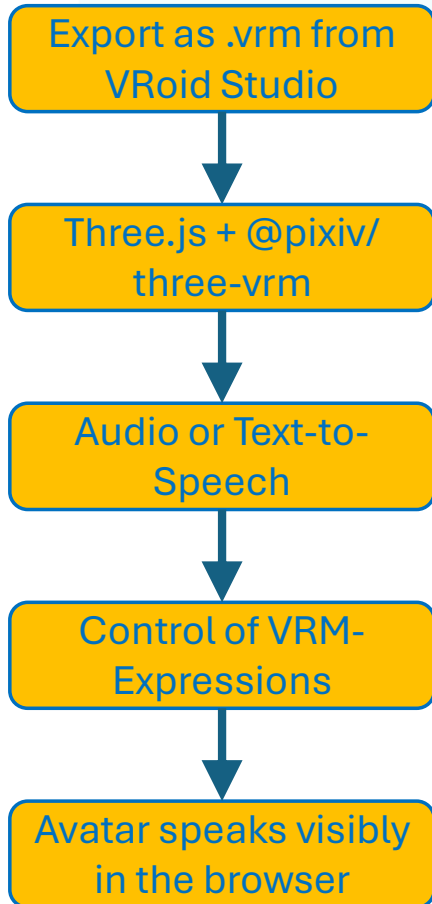 Export as .vrm from
VRoid Studio
Three.js + @pixiv/
three-vrm
Audio or Text-to-
Speech
Control of VRM-
Expressions
Avatar speaks visibly
in the browser